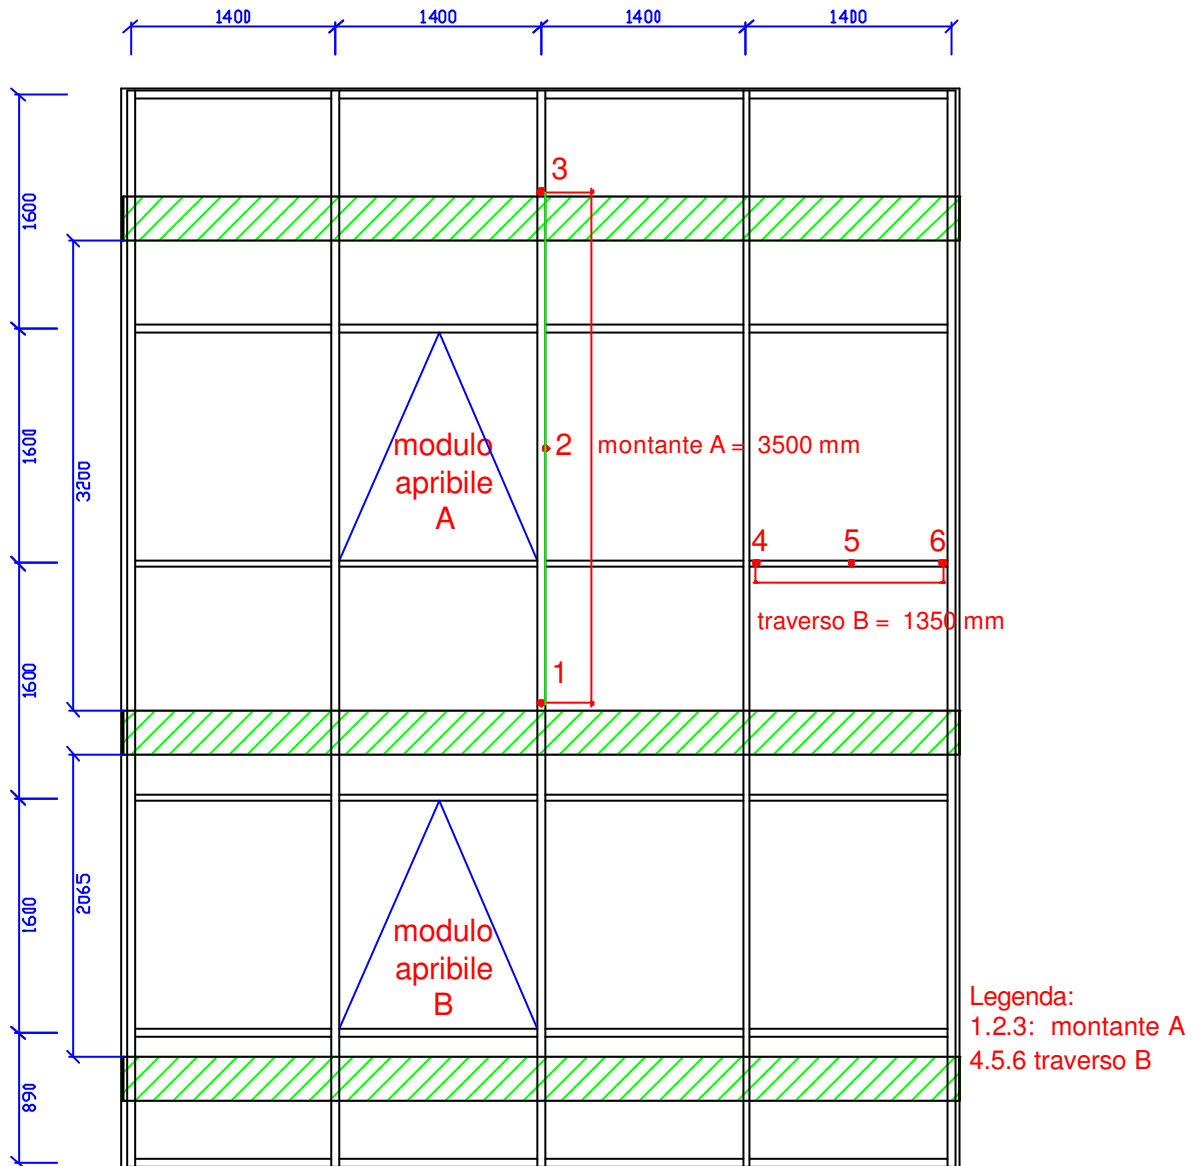 1400 1400 1400 1400
3
1600
modulo
apribile
A
2
montante A = 3500 mm
1600
3200
4 5 6
traverso B = 1350 mm
1
1600
modulo
apribile
B
1600
2065
Legenda:
1.2.3: montante A
4.5.6 traverso B
890